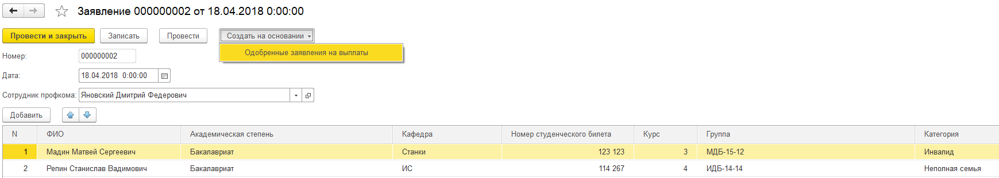 Заявление 000000002 от 18.04.2018 0:00:00
Провести и закрыть Записать Провести Создать на основании
Одобренные заявления на выплаты
Номер: 000000002
Дата: 18.04.2018 0:00:00
Сотрудник профкома: Яновский Дмитрий Федерович
Добавить
N ФИО Академическая степень Кафедра Номер студенческого билета Курс Группа Категория
1 Мадин Матвей Сергеевич Бакалавриат Станки 123 123 3 МДБ-15-12 Инвалид
2 Репин Станислав Вадимович Бакалавриат ИС 114 267 4 ИДБ-14-14 Неполная семья